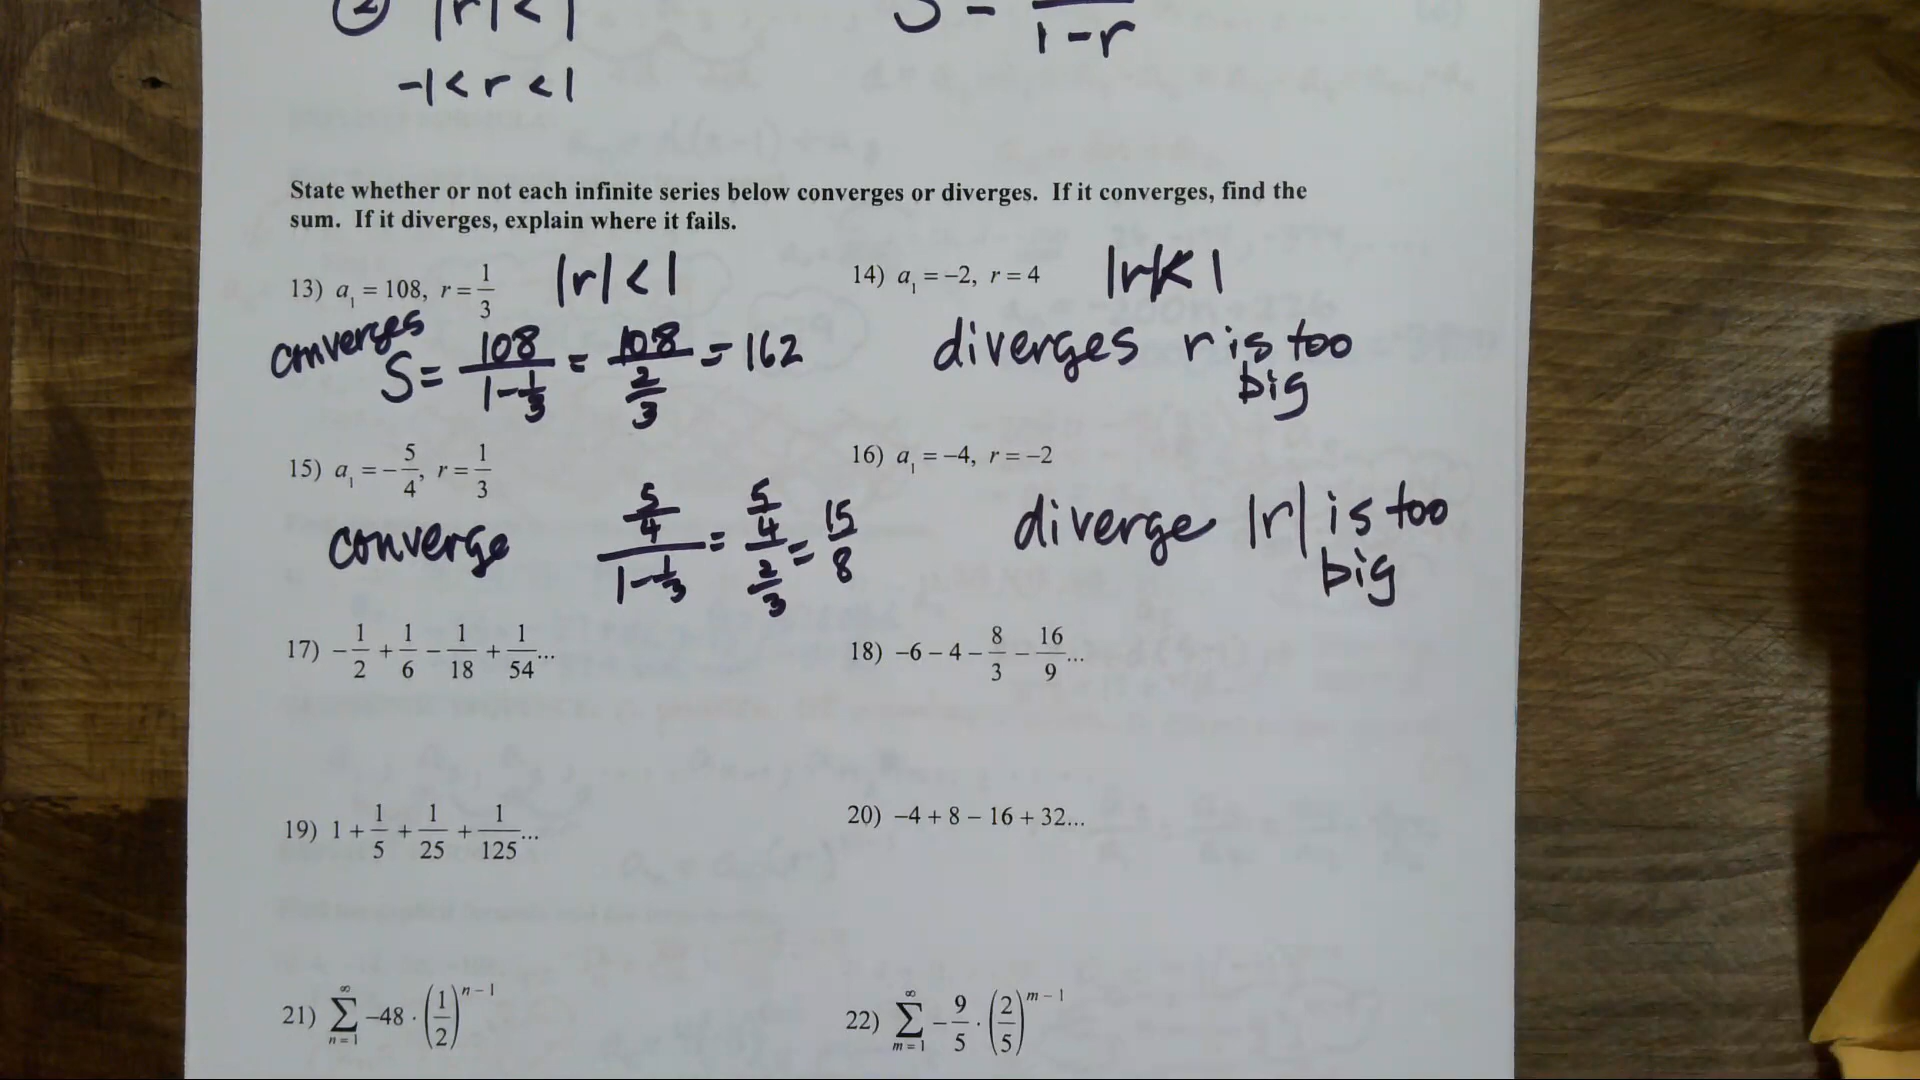 ② |r| < 1
-1 < r < 1
S = 1-r
State whether or not each infinite series below converges or diverges. If it converges, find the
sum. If it diverges, explain where it fails.
13) a₁ = 108, r = 1/3 |r| < 1
converges
S = 108/(1-1/3) = 108/(2/3) = 162
14) a₁ = −2, r = 4 |r| < 1
diverges r is too
big
15) a₁ = −5/4, r = 1/3
converge (5/4)/(1-1/3) = (5/4)/(2/3) = 15/8
16) a₁ = −4, r = −2
diverge |r| is too
big
17) −1/2 + 1/6 − 1/18 + 1/54...
18) −6 − 4 − 8/3 − 16/9...
19) 1 + 1/5 + 1/25 + 1/125...
20) −4 + 8 − 16 + 32...
21) ∑_{n=1}^{∞} −48 · (1/2)^{n−1}
22) ∑_{m=1}^{∞} −9/5 · (2/5)^{m−1}